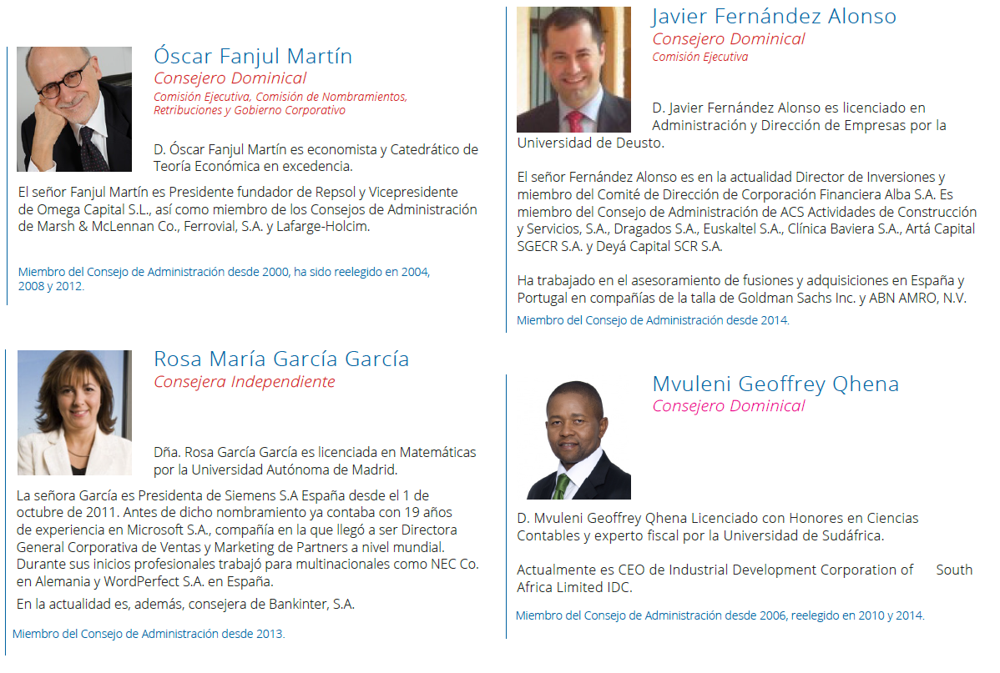 Óscar Fanjul Martín
Consejero Dominical
Comisión Ejecutiva, Comisión de Nombramientos,
Retribuciones y Gobierno Corporativo
D. Óscar Fanjul Martín es economista y Catedrático de
Teoría Económica en excedencia.
El señor Fanjul Martín es Presidente fundador de Repsol y Vicepresidente
de Omega Capital S.L., así como miembro de los Consejos de Administración
de Marsh & McLennan Co., Ferrovial, S.A. y Lafarge-Holcim.
Miembro del Consejo de Administración desde 2000, ha sido reelegido en 2004,
2008 y 2012.
Javier Fernández Alonso
Consejero Dominical
Comisión Ejecutiva
D. Javier Fernández Alonso es licenciado en
Administración y Dirección de Empresas por la
Universidad de Deusto.
El señor Fernández Alonso es en la actualidad Director de Inversiones y
miembro del Comité de Dirección de Corporación Financiera Alba S.A. Es
miembro del Consejo de Administración de ACS Actividades de Construcción
y Servicios, S.A., Dragados S.A., Euskaltel S.A., Clínica Baviera S.A., Artá Capital
SGECR S.A. y Deyá Capital SCR S.A.
Ha trabajado en el asesoramiento de fusiones y adquisiciones en España y
Portugal en compañías de la talla de Goldman Sachs Inc. y ABN AMRO, N.V.
Miembro del Consejo de Administración desde 2014.
Rosa María García García
Consejera Independiente
Dña. Rosa García García es licenciada en Matemáticas
por la Universidad Autónoma de Madrid.
La señora García es Presidenta de Siemens S.A España desde el 1 de
octubre de 2011. Antes de dicho nombramiento ya contaba con 19 años
de experiencia en Microsoft S.A., compañía en la que llegó a ser Directora
General Corporativa de Ventas y Marketing de Partners a nivel mundial.
Durante sus inicios profesionales trabajó para multinacionales como NEC Co.
en Alemania y WordPerfect S.A. en España.
En la actualidad es, además, consejera de Bankinter, S.A.
Miembro del Consejo de Administración desde 2013.
Mvuleni Geoffrey Qhena
Consejero Dominical
D. Mvuleni Geoffrey Qhena Licenciado con Honores en Ciencias
Contables y experto fiscal por la Universidad de Sudáfrica.
Actualmente es CEO de Industrial Development Corporation of South
Africa Limited IDC.
Miembro del Consejo de Administración desde 2006, reelegido en 2010 y 2014.